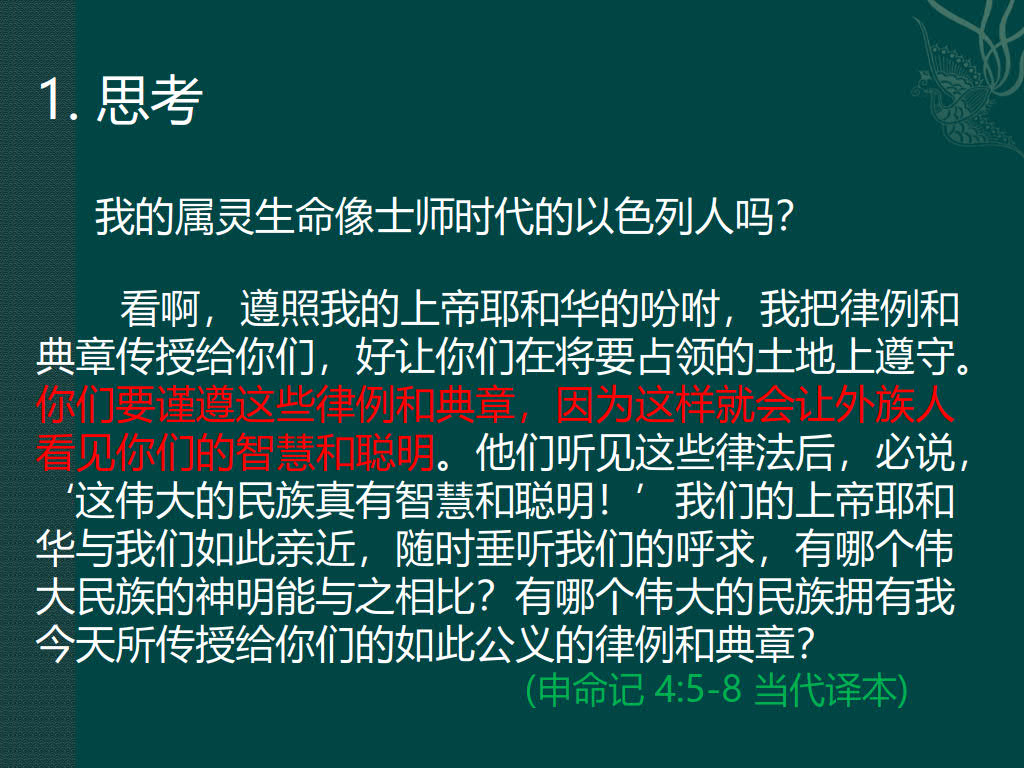 1. 思考
我的属灵生命像士师时代的以色列人吗?
看啊，遵照我的上帝耶和华的吩咐，我把律例和
典章传授给你们，好让你们在将要占领的土地上遵守。
你们要谨遵这些律例和典章，因为这样就会让外族人
看见你们的智慧和聪明。他们听见这些律法后，必说，
‘这伟大的民族真有智慧和聪明！’ 我们的上帝耶和
华与我们如此亲近，随时垂听我们的呼求，有哪个伟
大民族的神明能与之相比？有哪个伟大的民族拥有我
今天所传授给你们的如此公义的律例和典章？
(申命记 4:5-8 当代译本)